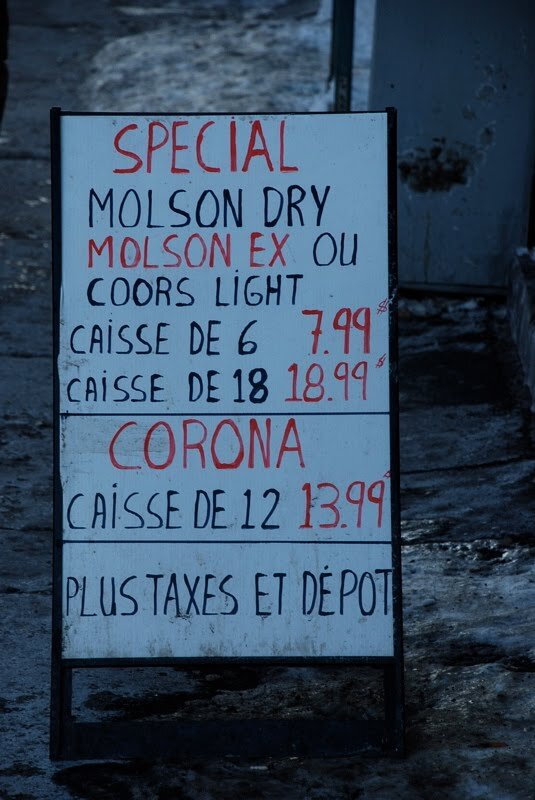 SPECIAL
MOLSON DRY
MOLSON EX OU
COORS LIGHT
CAISSE DE 6 7.99$
CAISSE DE 18 18.99$
CORONA
CAISSE DE 12 13.99$
PLUS TAXES ET DÉPOT